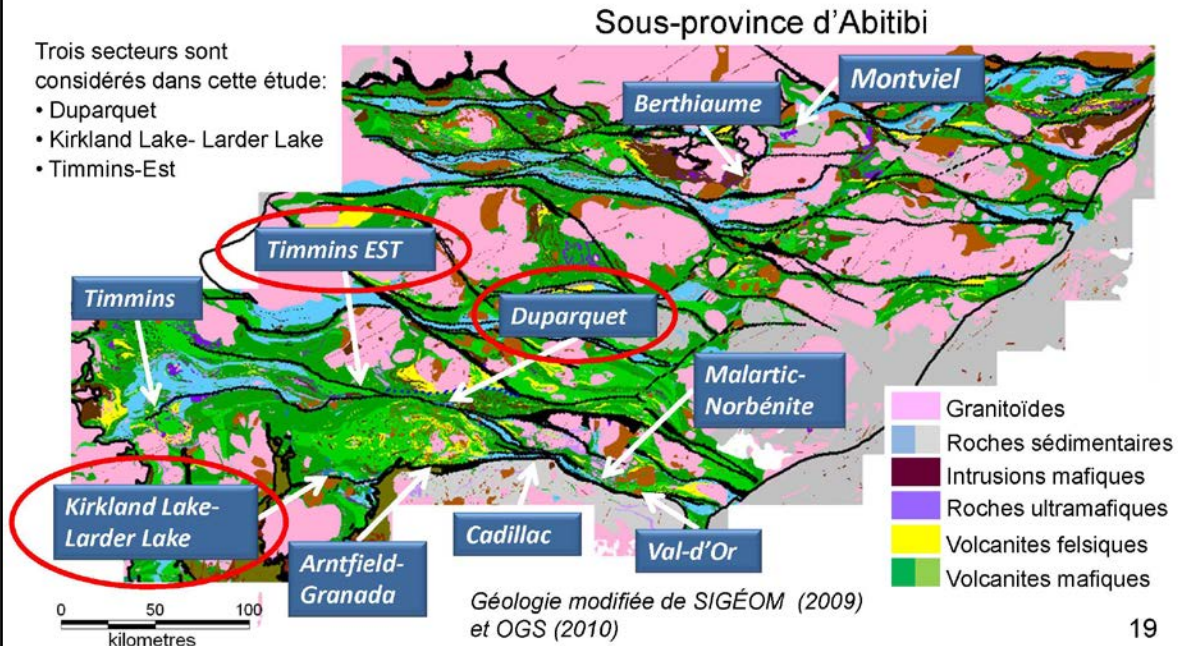 Sous-province d'Abitibi
Trois secteurs sont
considérés dans cette étude:
• Duparquet
• Kirkland Lake- Larder Lake
• Timmins-Est
Berthiaume
Montviel
Timmins EST
Timmins
Duparquet
Malartic-
Norbénite
Kirkland Lake-
Larder Lake
Arntfield-
Granada
Cadillac
Val-d'Or
Granitoïdes
Roches sédimentaires
Intrusions mafiques
Roches ultramafiques
Volcanites felsiques
Volcanites mafiques
0 50 100
kilometres
Géologie modifiée de SIGÉOM (2009)
et OGS (2010)
19